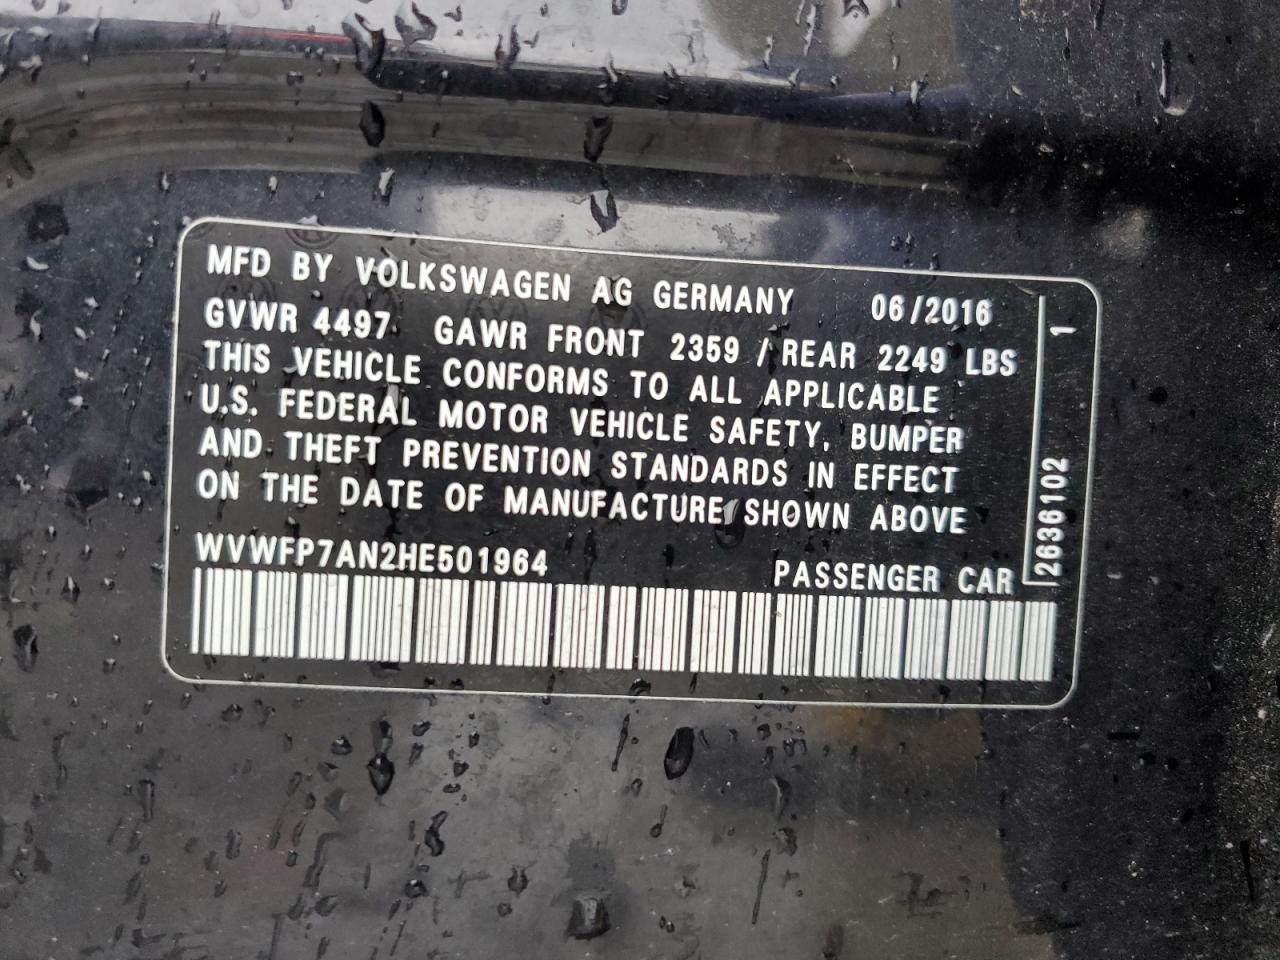 MFD BY VOLKSWAGEN AG GERMANY 06/2016
GVWR 4497 GAWR FRONT 2359 / REAR 2249 LBS
THIS VEHICLE CONFORMS TO ALL APPLICABLE
U.S. FEDERAL MOTOR VEHICLE SAFETY, BUMPER
AND THEFT PREVENTION STANDARDS IN EFFECT
ON THE DATE OF MANUFACTURE SHOWN ABOVE
WVWFP7AN2HE501964 PASSENGER CAR
2636102 1